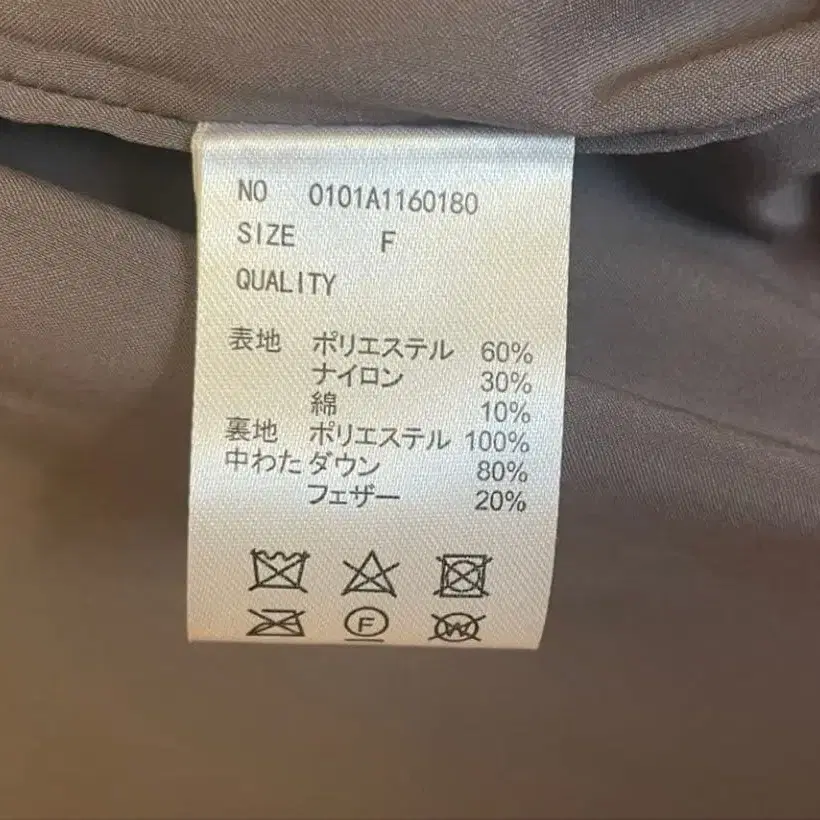 NO 0101A1160180
SIZE F
QUALITY
表地 ポリエステル 60%
ナイロン 30%
綿 10%
裏地 ポリエステル 100%
中わた ダウン 80%
フェザー 20%
F
W